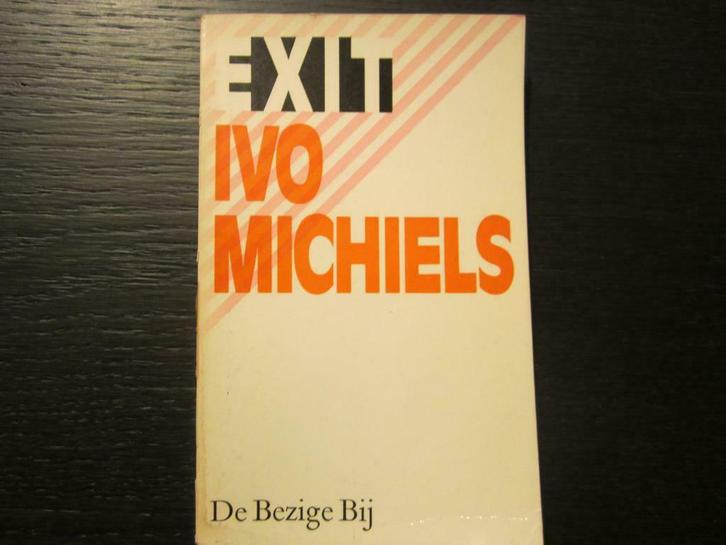 EXIT
IVO
MICHIELS
De Bezige Bij